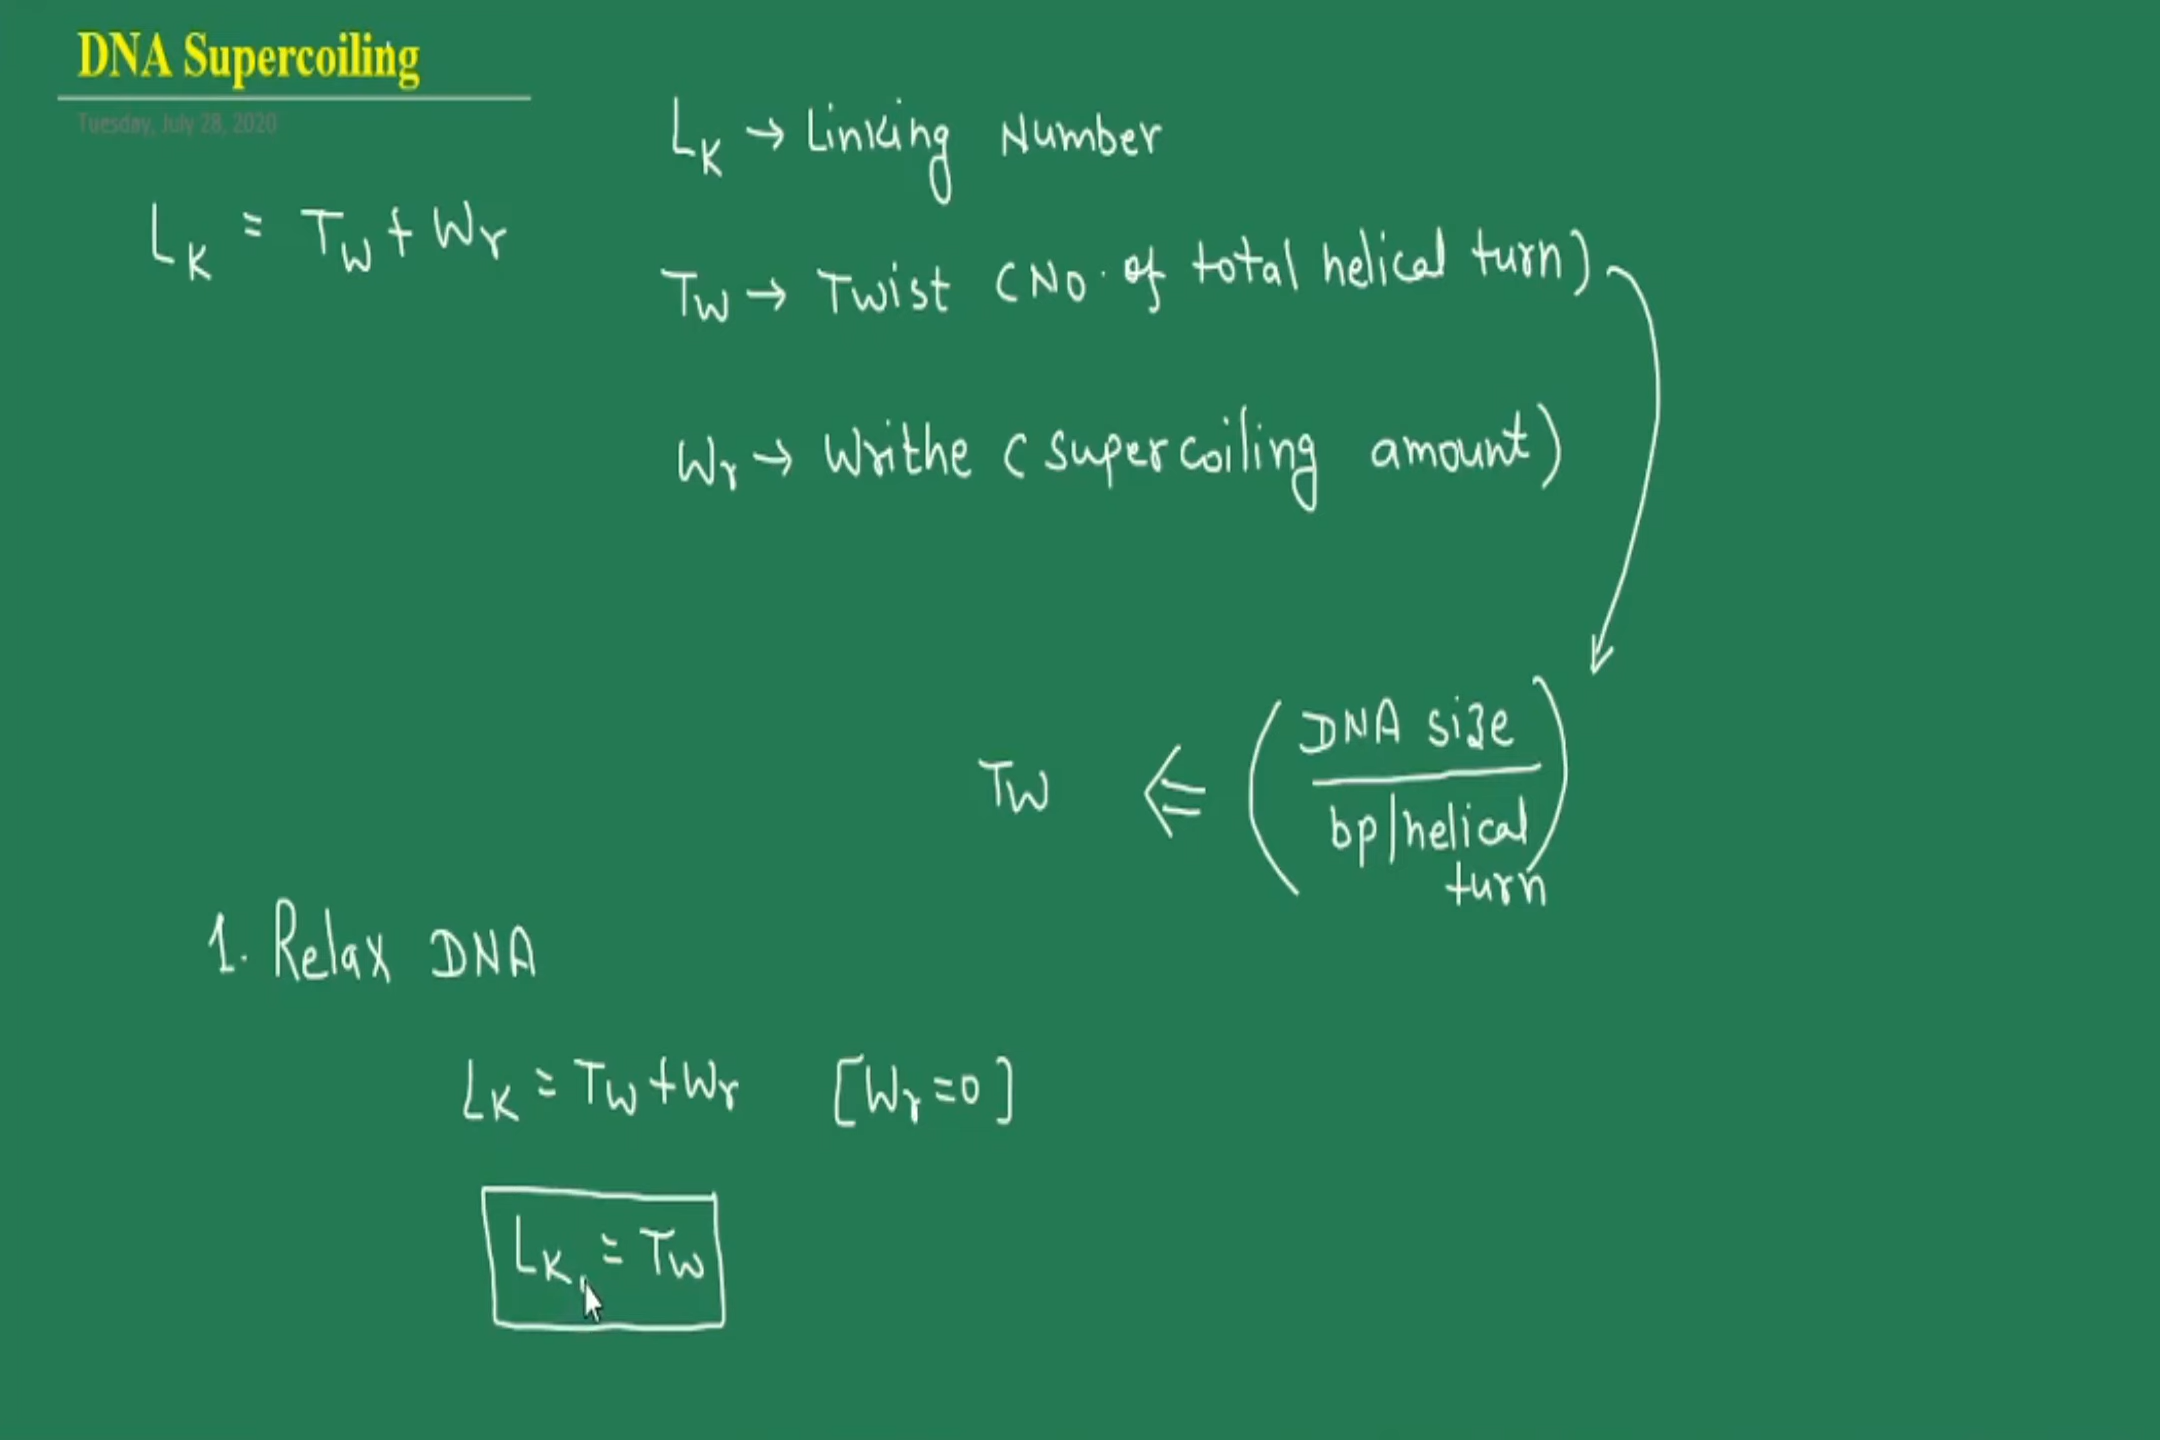 DNA Supercoiling
Tuesday, July 28, 2020
LK → Linking Number
LK = TW + Wr
TW → Twist (No. of total helical turn)
Wr → Writhe (supercoiling amount)
TW ⇐ (DNA size / bp/helical turn)
1. Relax DNA
LK = TW + Wr [Wr = 0]
LK = TW